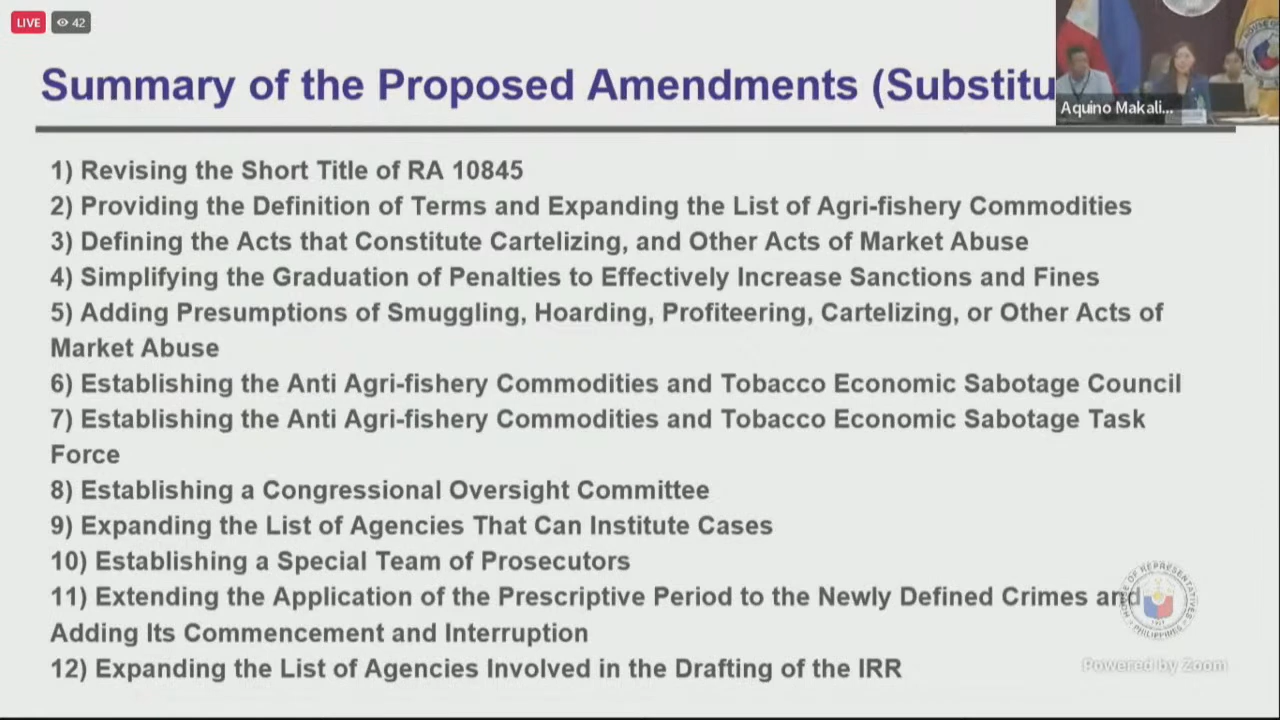 LIVE 42
Summary of the Proposed Amendments (Substitu
Aquino Makali...
1) Revising the Short Title of RA 10845
2) Providing the Definition of Terms and Expanding the List of Agri-fishery Commodities
3) Defining the Acts that Constitute Cartelizing, and Other Acts of Market Abuse
4) Simplifying the Graduation of Penalties to Effectively Increase Sanctions and Fines
5) Adding Presumptions of Smuggling, Hoarding, Profiteering, Cartelizing, or Other Acts of
Market Abuse
6) Establishing the Anti Agri-fishery Commodities and Tobacco Economic Sabotage Council
7) Establishing the Anti Agri-fishery Commodities and Tobacco Economic Sabotage Task
Force
8) Establishing a Congressional Oversight Committee
9) Expanding the List of Agencies That Can Institute Cases
10) Establishing a Special Team of Prosecutors
11) Extending the Application of the Prescriptive Period to the Newly Defined Crimes and
Adding Its Commencement and Interruption
12) Expanding the List of Agencies Involved in the Drafting of the IRR
HOUSE OF REPRESENTATIVES
PHILIPPINES
Powered by Zoom